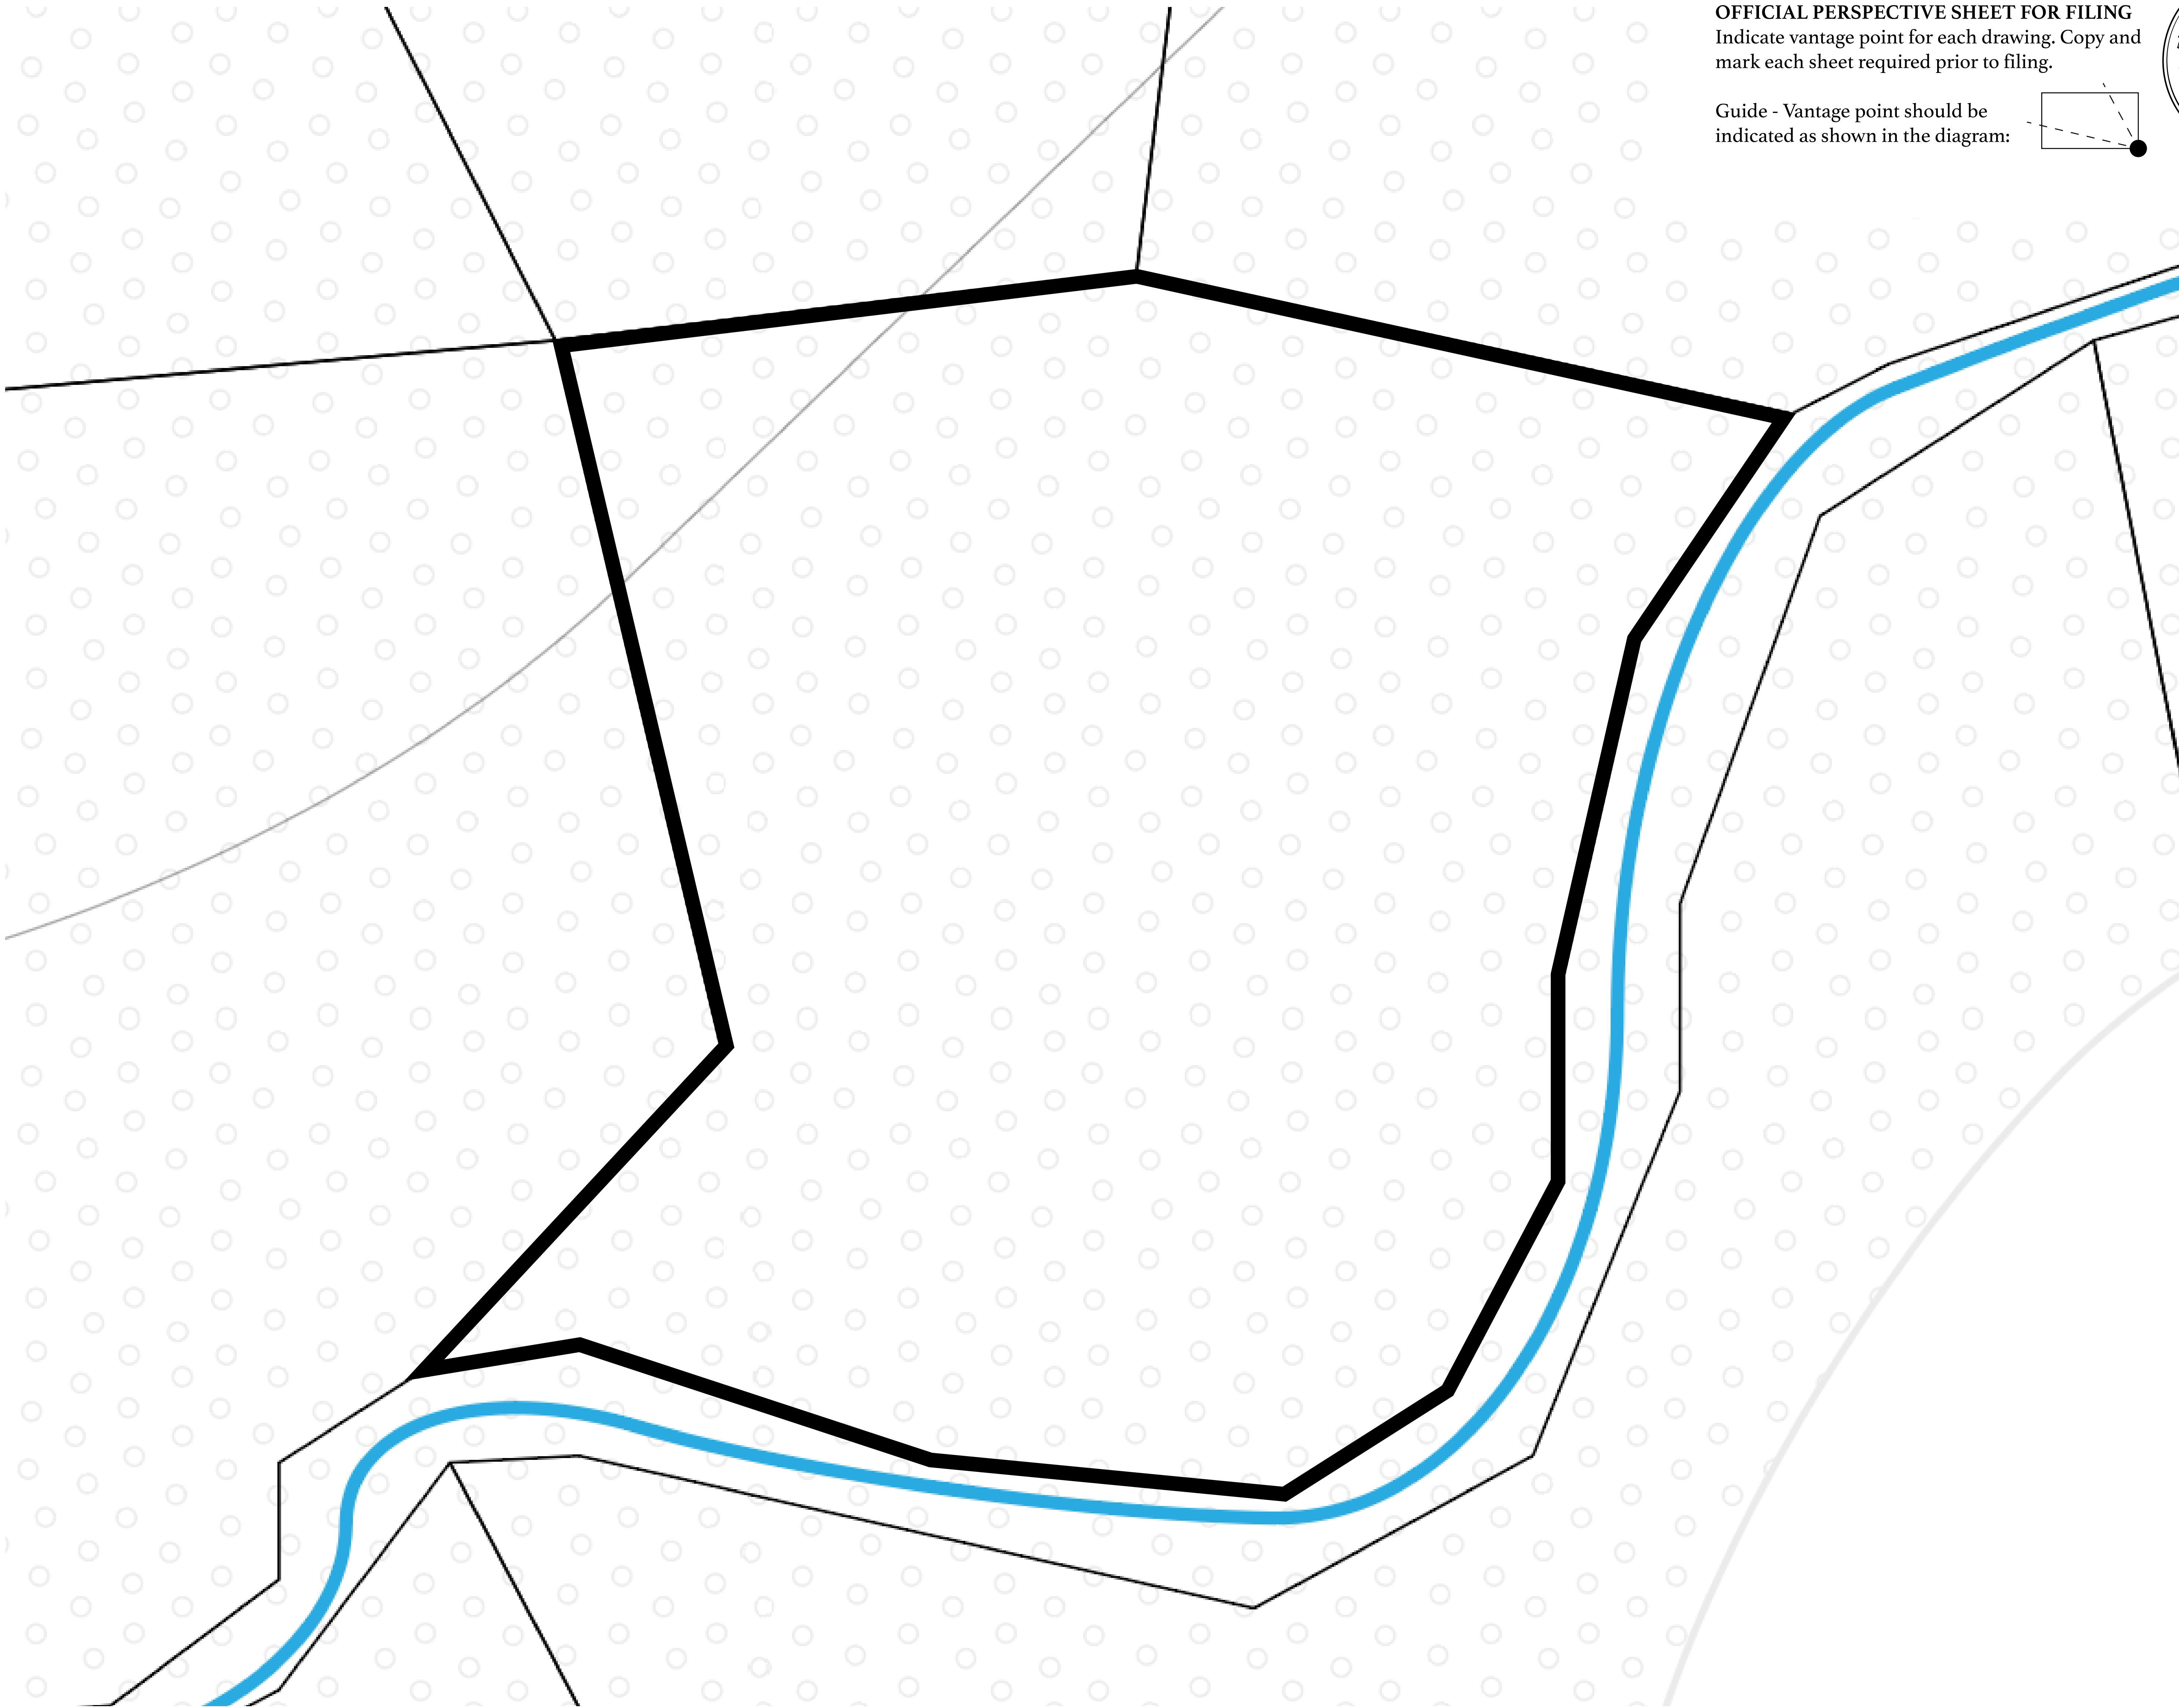 OFFICIAL PERSPECTIVE SHEET FOR FILING
Indicate vantage point for each drawing. Copy and
mark each sheet required prior to filing.
Guide - Vantage point should be
indicated as shown in the diagram: